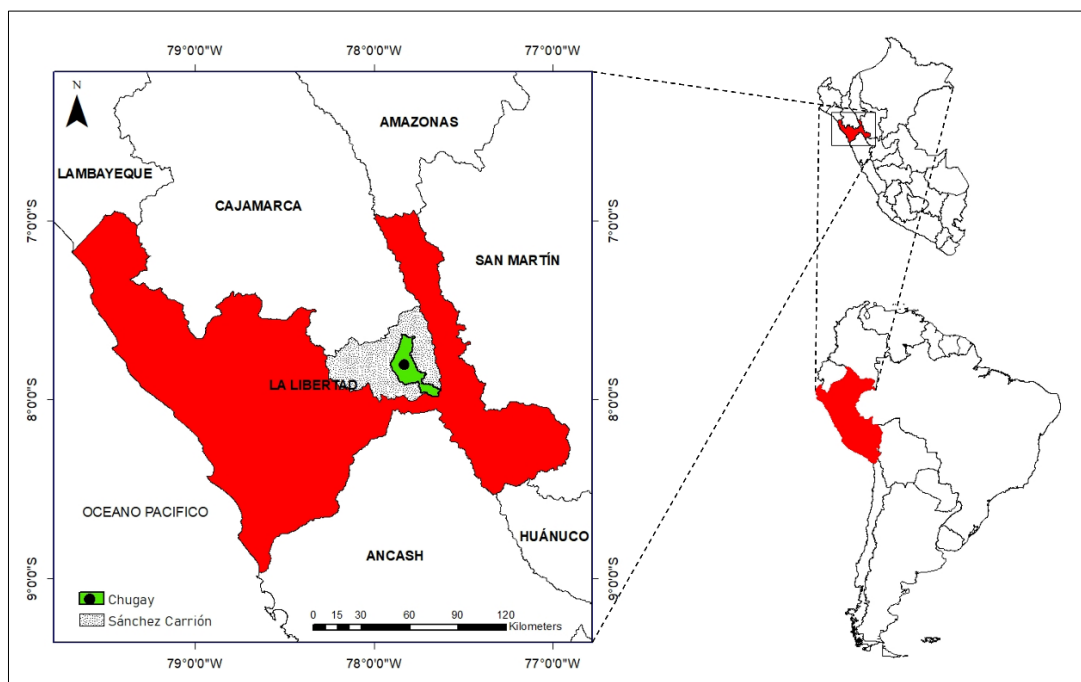 79°0'0"W 78°0'0"W 77°0'0"W
N
AMAZONAS
LAMBAYEQUE
CAJAMARCA
7°0'0"S 7°0'0"S
SAN MARTÍN
LA LIBERTAD
8°0'0"S 8°0'0"S
OCEANO PACIFICO
HUÁNUCO
ANCASH
9°0'0"S 9°0'0"S
Chugay
Sánchez Carrión
0 15 30 60 90 120
Kilometers
79°0'0"W 78°0'0"W 77°0'0"W